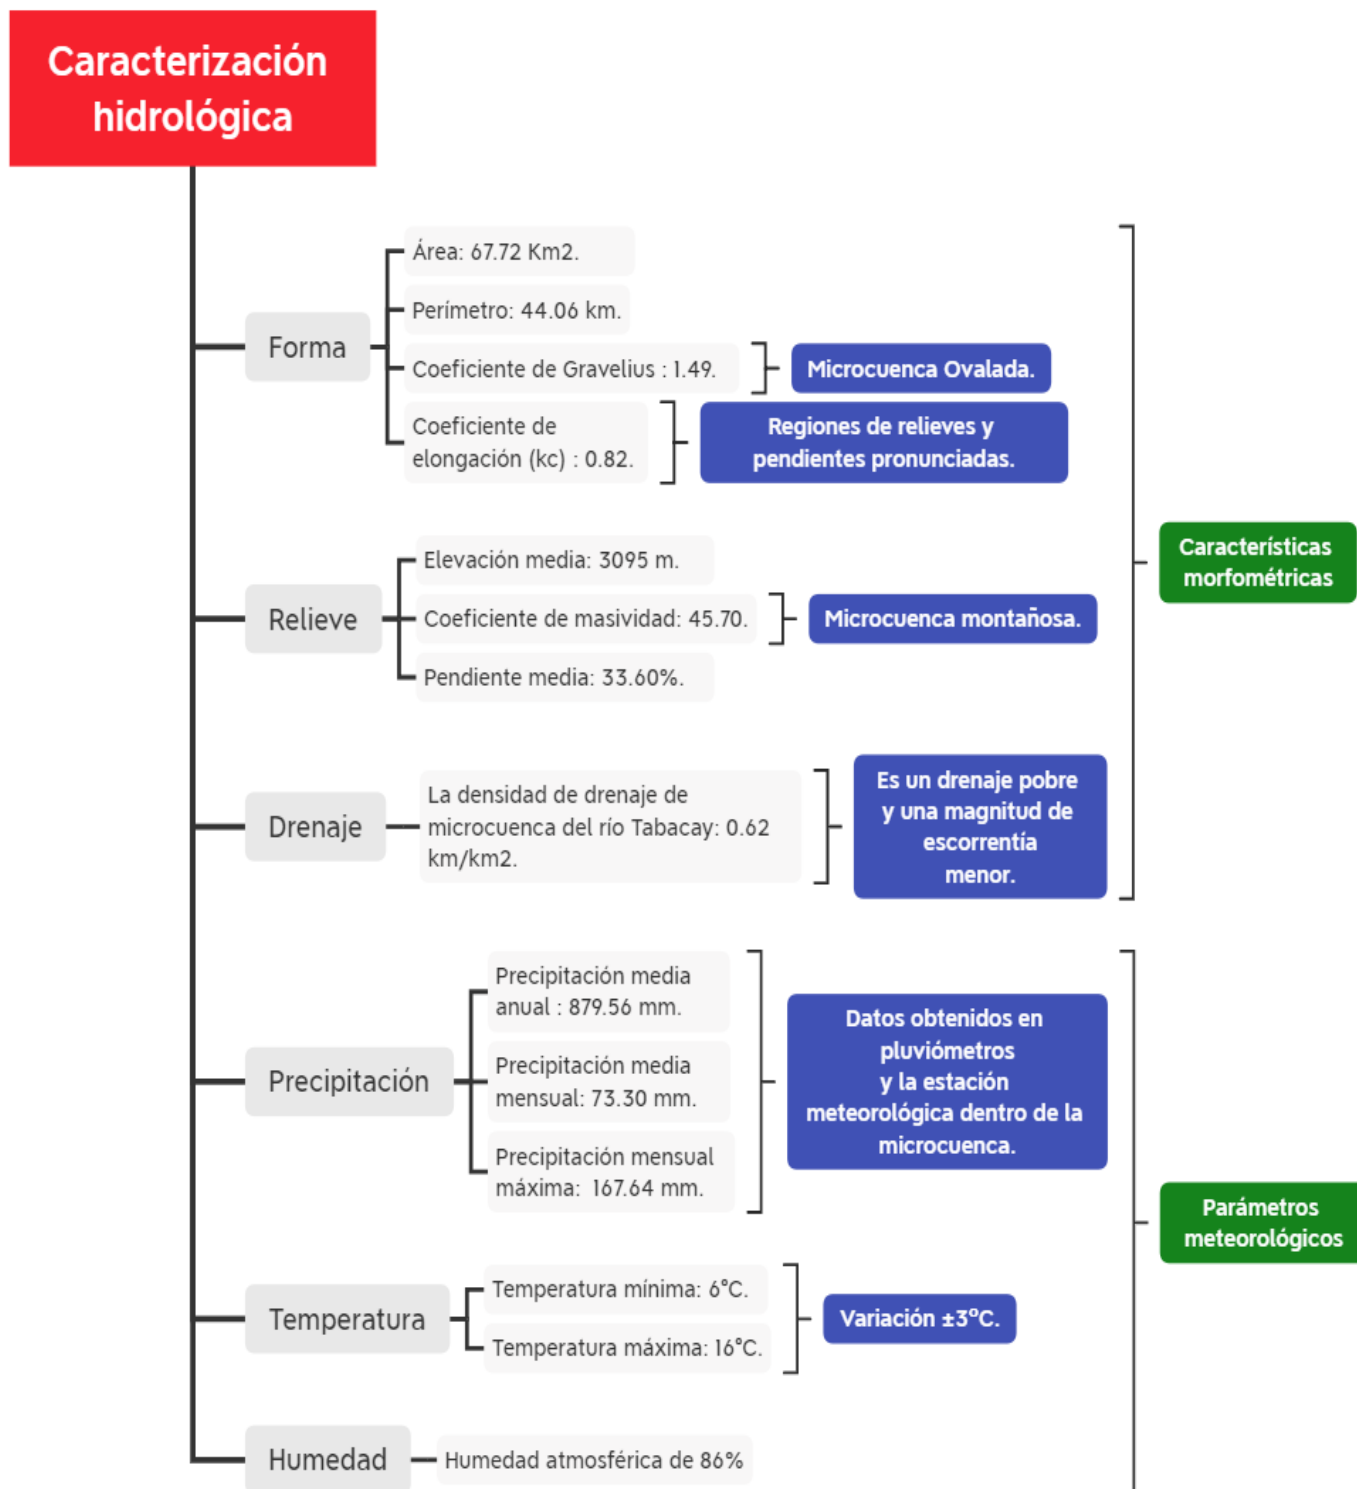 Caracterización
hidrológica
Forma
Área: 67.72 Km2.
Perímetro: 44.06 km.
Coeficiente de Gravelius : 1.49.
Microcuenca Ovalada.
Coeficiente de
elongación (kc) : 0.82.
Regiones de relieves y
pendientes pronunciadas.
Relieve
Elevación media: 3095 m.
Coeficiente de masividad: 45.70.
Microcuenca montañosa.
Pendiente media: 33.60%.
Drenaje
La densidad de drenaje de
microcuenca del río Tabacay: 0.62
km/km2.
Es un drenaje pobre
y una magnitud de
escorrentía
menor.
Características
morfométricas
Precipitación
Precipitación media
anual : 879.56 mm.
Precipitación media
mensual: 73.30 mm.
Precipitación mensual
máxima: 167.64 mm.
Datos obtenidos en
pluviómetros
y la estación
meteorológica dentro de la
microcuenca.
Temperatura
Temperatura mínima: 6°C.
Temperatura máxima: 16°C.
Variación ±3ºC.
Humedad
Humedad atmosférica de 86%
Parámetros
meteorológicos